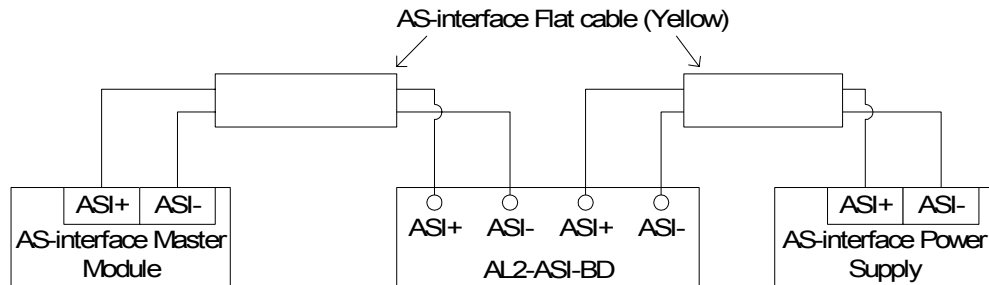 AS-interface Flat cable (Yellow)
ASI+ ASI-
AS-interface Master
Module
ASI+ ASI- ASI+ ASI-
AL2-ASI-BD
ASI+ ASI-
AS-interface Power
Supply